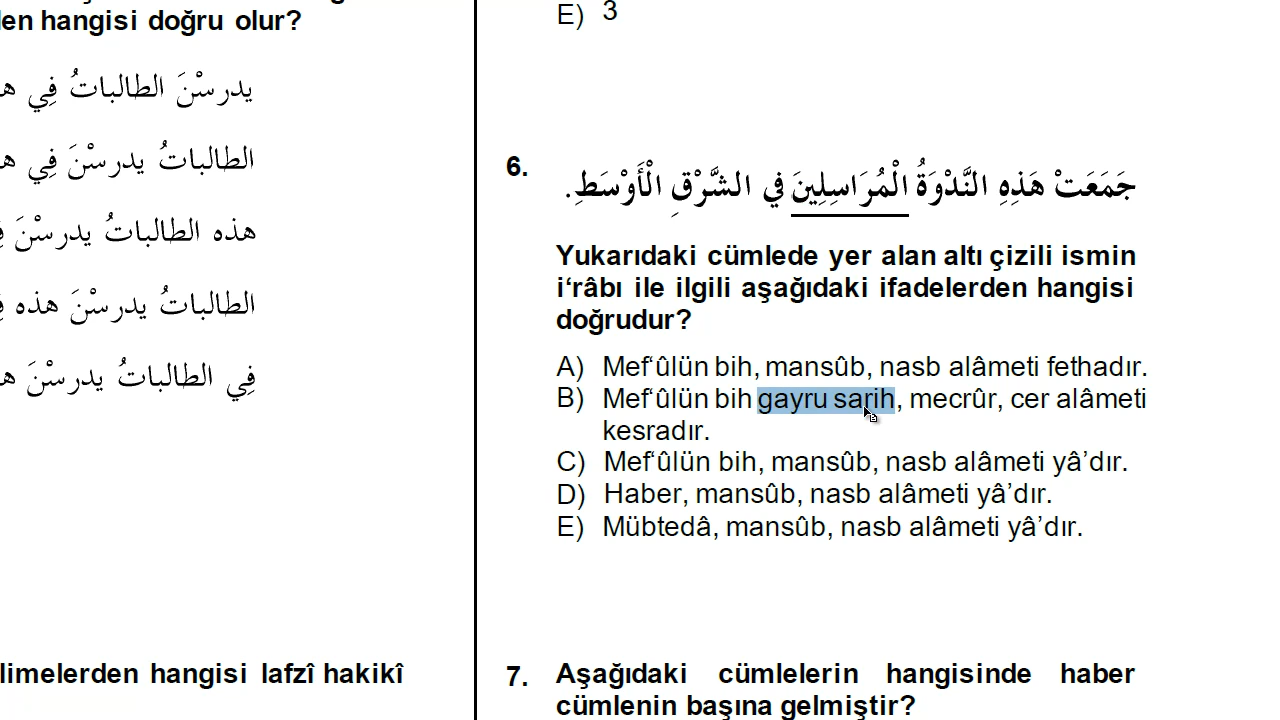 len hangisi doğru olur?
يدرسْنَ الطالباتُ فِي
الطالباتُ يدرسْنَ فِي
هذه الطالباتُ يدرسْنَ
الطالباتُ يدرسْنَ هذه
فِي الطالباتُ يدرسْنَ
limelerden hangisi lafzî hakikî
E) 3
6.
جَمَعَتْ هَذِهِ النَّدْوَةُ الْمُرَاسِلِينَ في الشَّرْقِ الْأَوْسَطِ.
Yukarıdaki cümlede yer alan altı çizili ismin
i‘râbı ile ilgili aşağıdaki ifadelerden hangisi
doğrudur?
A) Mef‘ûlün bih, mansûb, nasb alâmeti fethadır.
B) Mef‘ûlün bih gayru sarih, mecrûr, cer alâmeti
kesradır.
C) Mef‘ûlün bih, mansûb, nasb alâmeti yâ’dır.
D) Haber, mansûb, nasb alâmeti yâ’dır.
E) Mübtedâ, mansûb, nasb alâmeti yâ’dır.
7. Aşağıdaki cümlelerin hangisinde haber
cümlenin başına gelmiştir?